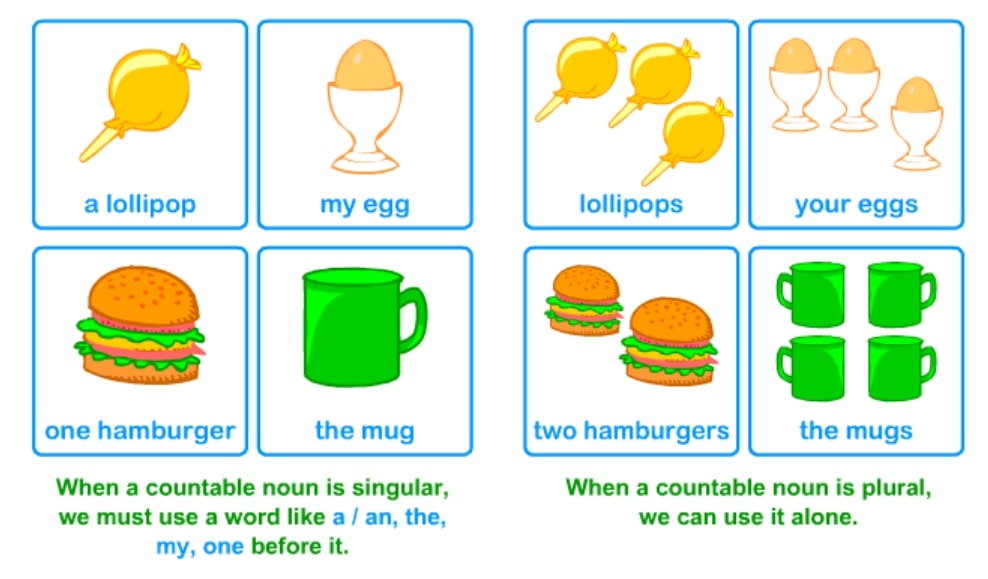 a lollipop
my egg
lollipops
your eggs
one hamburger
the mug
two hamburgers
the mugs
When a countable noun is singular,
we must use a word like a / an, the,
my, one before it.
When a countable noun is plural,
we can use it alone.